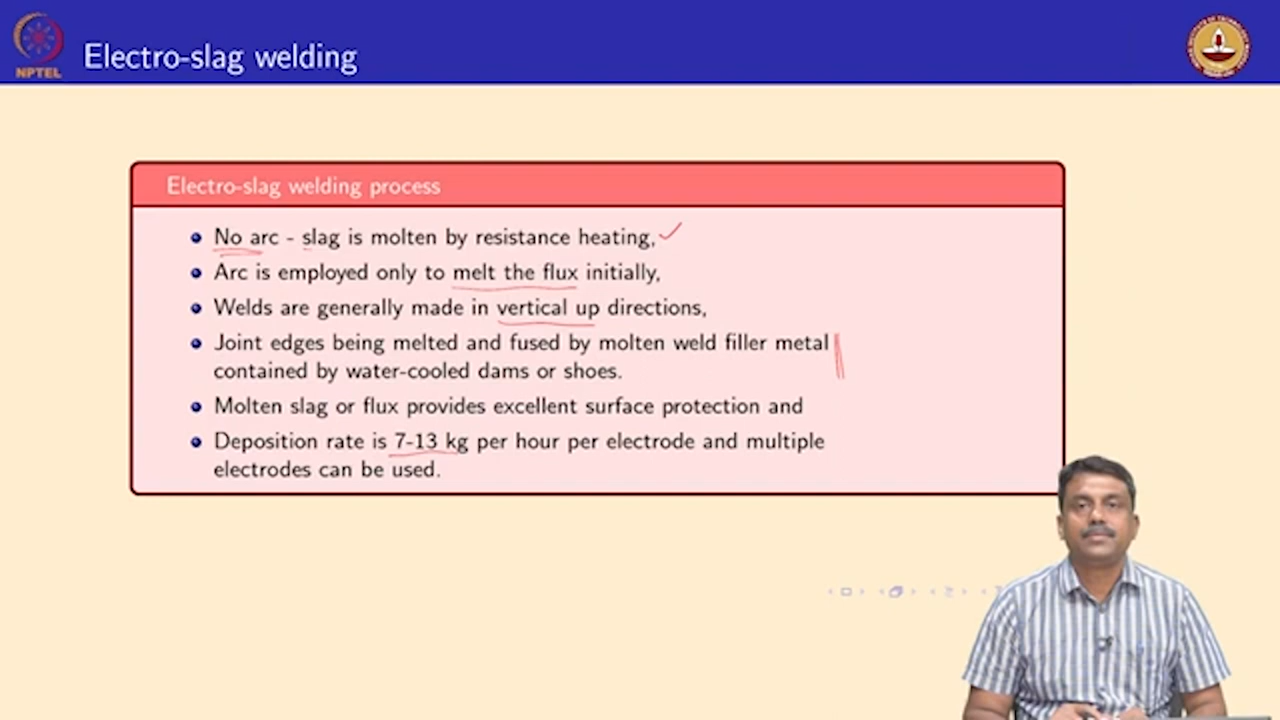 NPTEL
Electro-slag welding
Electro-slag welding process
No arc - slag is molten by resistance heating,
Arc is employed only to melt the flux initially,
Welds are generally made in vertical up directions,
Joint edges being melted and fused by molten weld filler metal
contained by water-cooled dams or shoes.
Molten slag or flux provides excellent surface protection and
Deposition rate is 7-13 kg per hour per electrode and multiple
electrodes can be used.